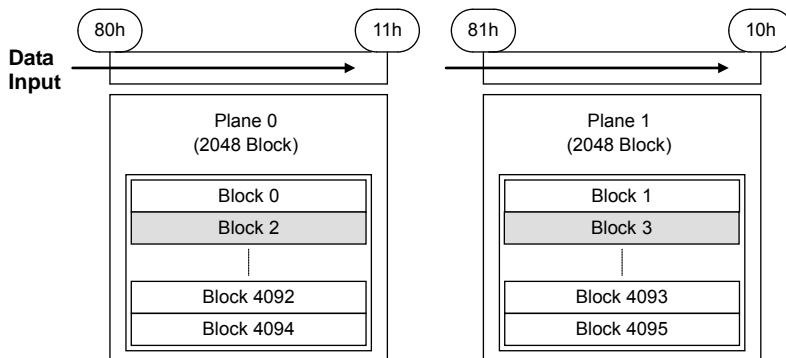 80h
11h
81h
10h
Data
Input
Plane 0
(2048 Block)
Block 0
Block 2
Block 4092
Block 4094
Plane 1
(2048 Block)
Block 1
Block 3
Block 4093
Block 4095